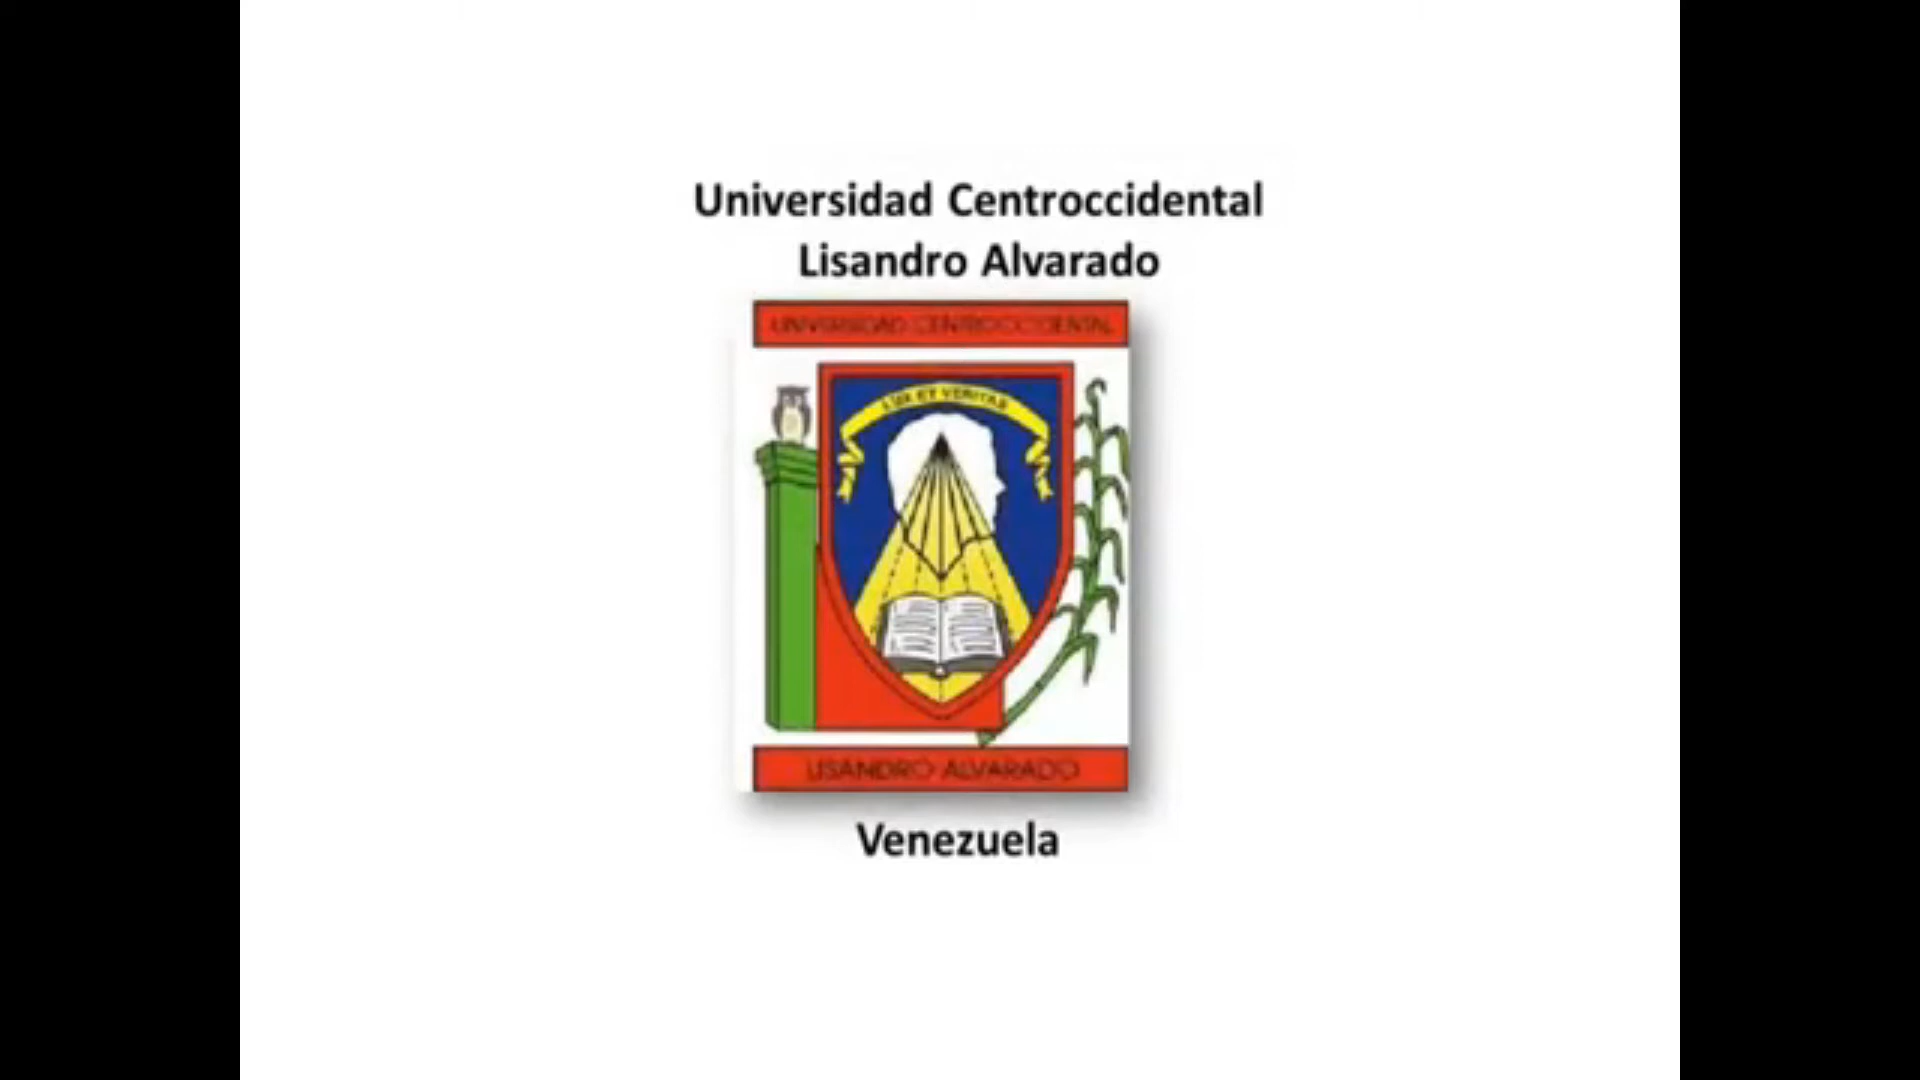 Universidad Centroccidental
Lisandro Alvarado
UNIVERSIDAD CENTROCCIDENTAL
LUX ET VERITAS
LISANDRO ALVARADO
Venezuela